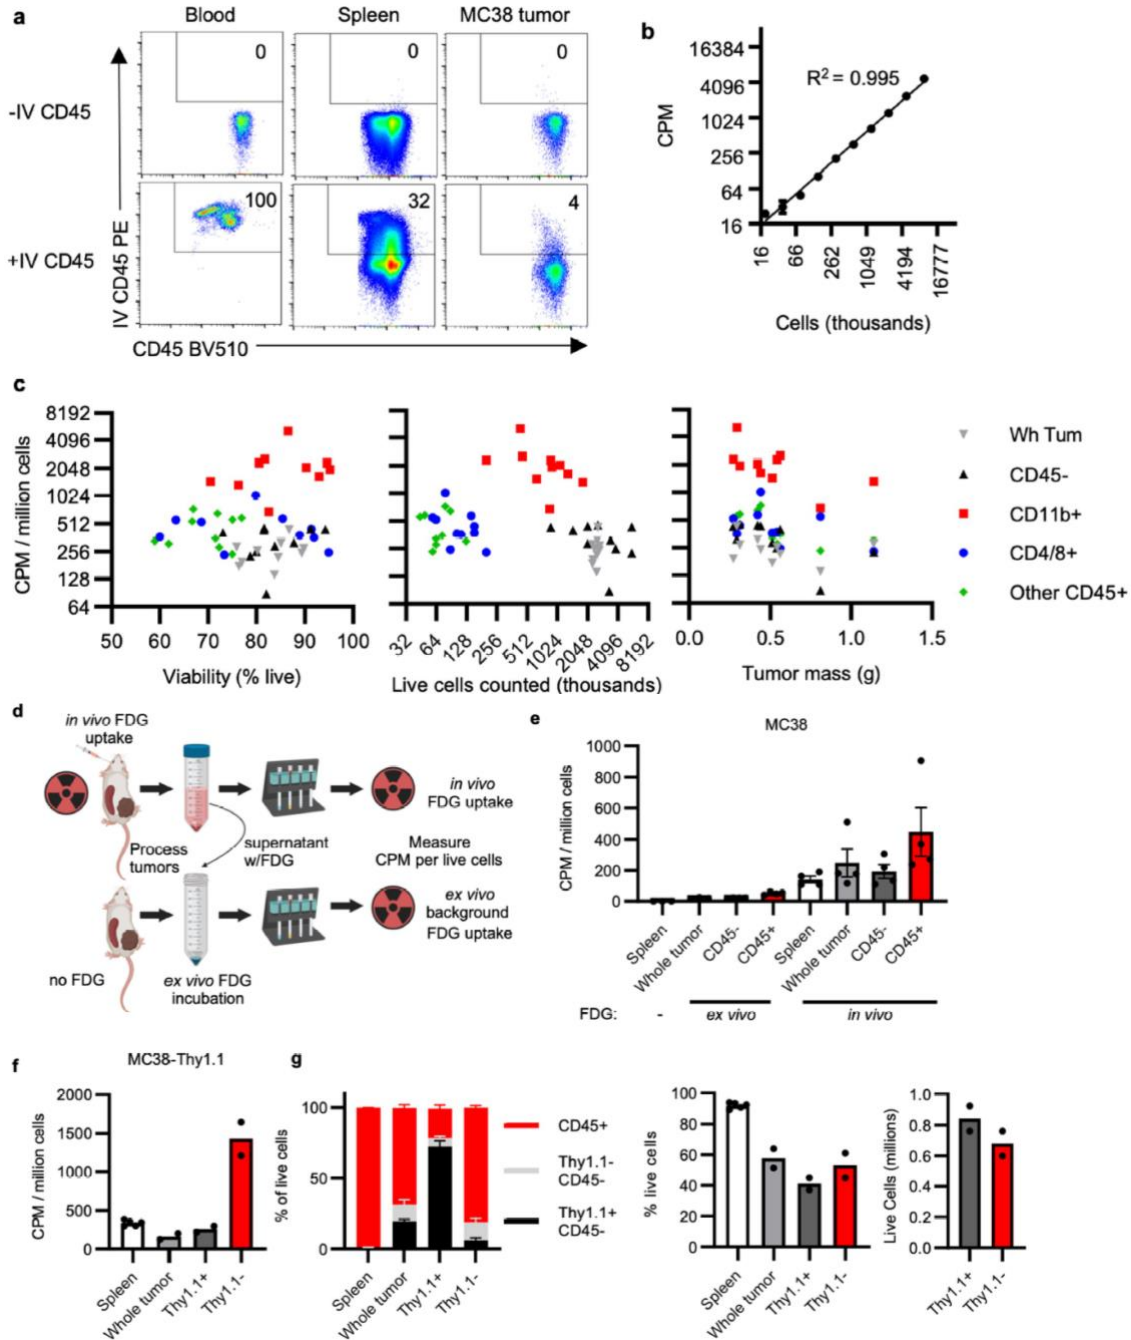 a
Blood
Spleen
MC38 tumor
-IV CD45
+IV CD45
IV CD45 PE
0
0
0
100
32
4
CD45 BV510
b
R² = 0.995
CPM
16384
4096
1024
256
64
16
16
66
262
1049
4194
16777
Cells (thousands)
c
CPM / million cells
8192
4096
2048
1024
512
256
128
64
50 60 70 80 90 100
Viability (% live)
32
64
128
256
512
1024
2048
4096
8192
Live cells counted (thousands)
0.0 0.5 1.0 1.5
Tumor mass (g)
Wh Tum
CD45-
CD11b+
CD4/8+
Other CD45+
d
in vivo FDG
uptake
Process
tumors
supernatant
w/FDG
in vivo
FDG uptake
Measure
CPM per live cells
no FDG
ex vivo FDG
incubation
ex vivo
background
FDG uptake
e
MC38
CPM / million cells
1000
800
600
400
200
0
Spleen
Whole tumor
CD45-
CD45+
Spleen
Whole tumor
CD45-
CD45+
FDG: - ex vivo in vivo
f
MC38-Thy1.1
CPM / million cells
2000
1500
1000
500
0
Spleen
Whole tumor
Thy1.1+
Thy1.1-
g
% of live cells
100
50
0
Spleen
Whole tumor
Thy1.1+
Thy1.1-
CD45+
Thy1.1-
CD45-
Thy1.1+
CD45-
% live cells
100
80
60
40
20
0
Spleen
Whole tumor
Thy1.1+
Thy1.1-
Live Cells (millions)
1.0
0.8
0.6
0.4
0.2
0.0
Thy1.1+
Thy1.1-